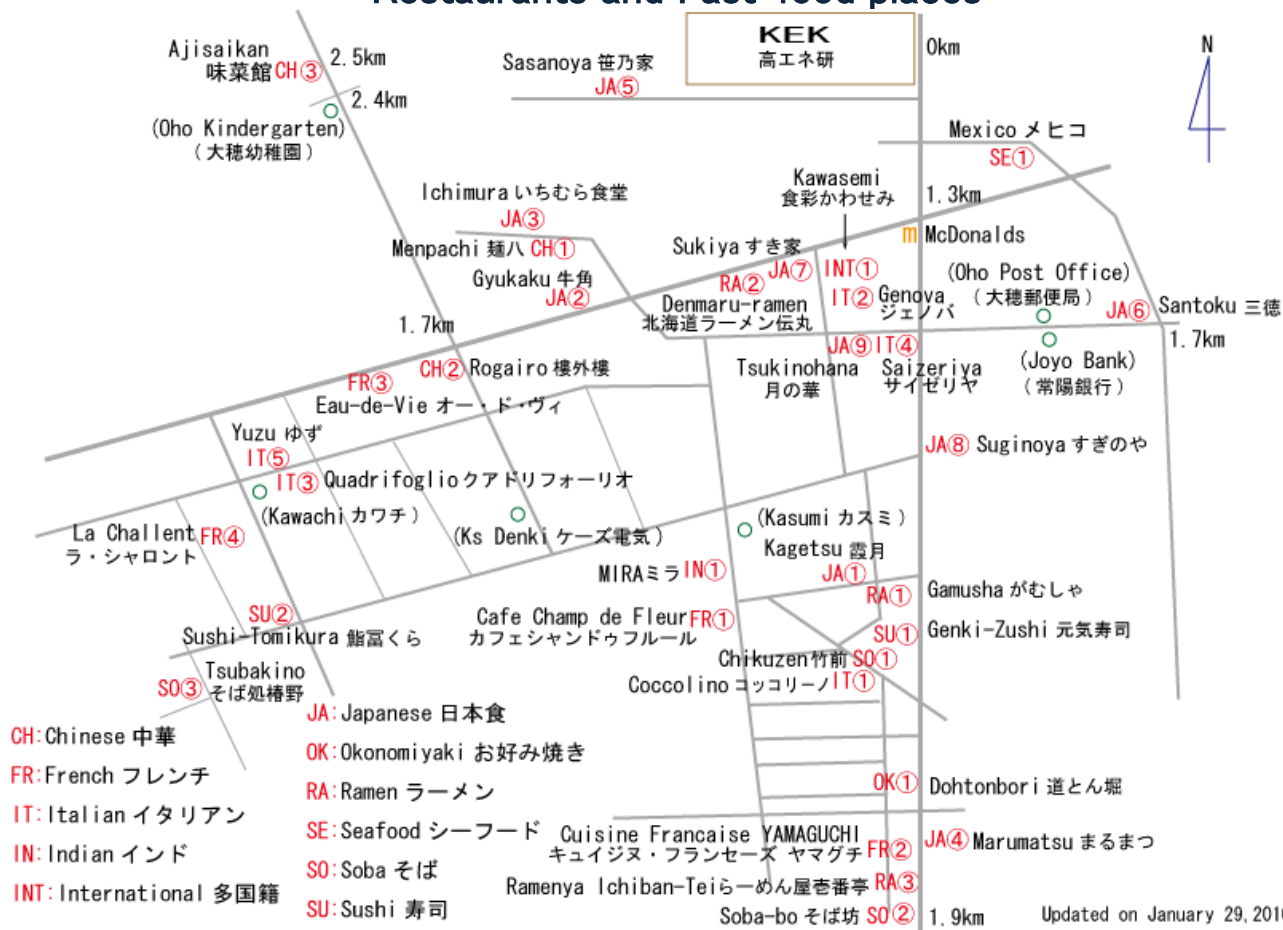 Restaurants and Fast-food places
KEK
高エネ研
0km
N
Ajisaikan
味菜館 CH③
2.5km
2.4km
(Oho Kindergarten)
(大穂幼稚園)
Sasanoya 笹乃家
JA⑤
Mexico メヒコ
SE①
Kawasemi
食彩かわせみ
1.3km
Ichimura いちむら食堂
JA③
Menpachi 麺八 CH①
Gyukaku 牛角
JA②
Sukiya すき家
JA⑦
RA②
Denmaru-ramen
北海道ラーメン伝丸
INT①
IT② Genova
ジェノバ
m McDonalds
(Oho Post Office)
(大穂郵便局)
JA⑥ Santoku 三徳
1.7km
1.7km
CH② Rogairo 樓外樓
FR③
Eau-de-Vie オー・ド・ヴィ
JA⑨ IT④
Tsukinohana
月の華
Saizeriya
サイゼリヤ
(Joyo Bank)
(常陽銀行)
Yuzu ゆず
IT⑤
IT③ Quadrifoglio クアドリフォーリオ
(Kawachi カワチ)
JA⑧ Suginoya すぎのや
La Challent FR④
ラ・シャロント
(Ks Denki ケーズ電気)
(Kasumi カスミ)
Kagetsu 霞月
JA①
MIRAミラ IN①
RA① Gamusha がむしゃ
SU②
Sushi-Tomikura 鮨冨くら
Cafe Champ de Fleur FR①
カフェシャンドゥフルール
SU① Genki-Zushi 元気寿司
Chikuzen 竹前 SO①
Coccolino コッコリーノ IT①
Tsubakino
SO③ そば処椿野
CH:Chinese 中華
FR:French フレンチ
IT:Italian イタリアン
IN:Indian インド
INT:International 多国籍
JA:Japanese 日本食
OK:Okonomiyaki お好み焼き
RA:Ramen ラーメン
SE:Seafood シーフード
SO:Soba そば
SU:Sushi 寿司
OK① Dohtonbori 道とん堀
Cuisine Francaise YAMAGUCHI
キュイジヌ・フランセーズ ヤマグチ FR②
JA④ Marumatsu まるまつ
Ramenya Ichiban-Teiらーめん屋壱番亭 RA③
Soba-bo そば坊 SO② 1.9km
Updated on January 29,201